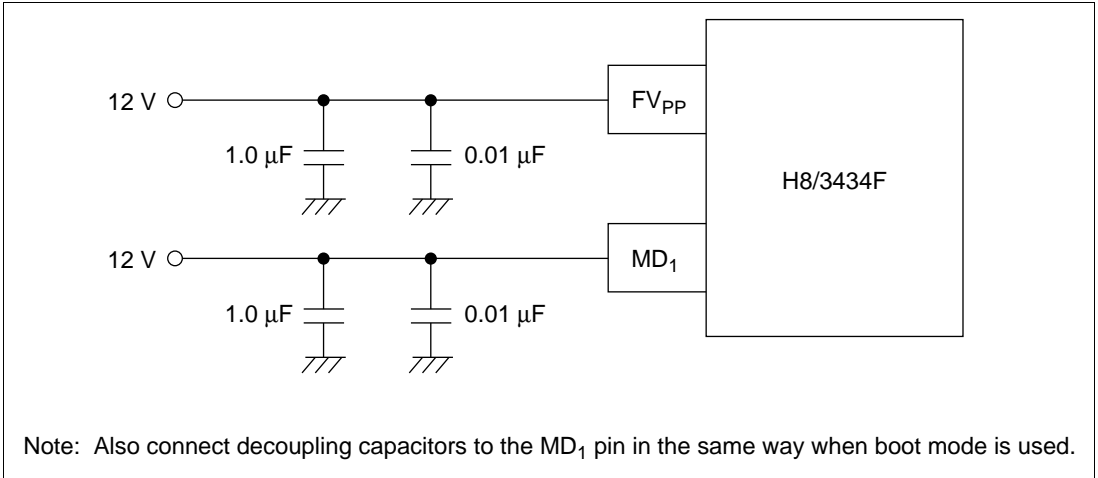 12 V
FVPP
1.0 μF
0.01 μF
H8/3434F
12 V
MD1
1.0 μF
0.01 μF
Note: Also connect decoupling capacitors to the MD1 pin in the same way when boot mode is used.